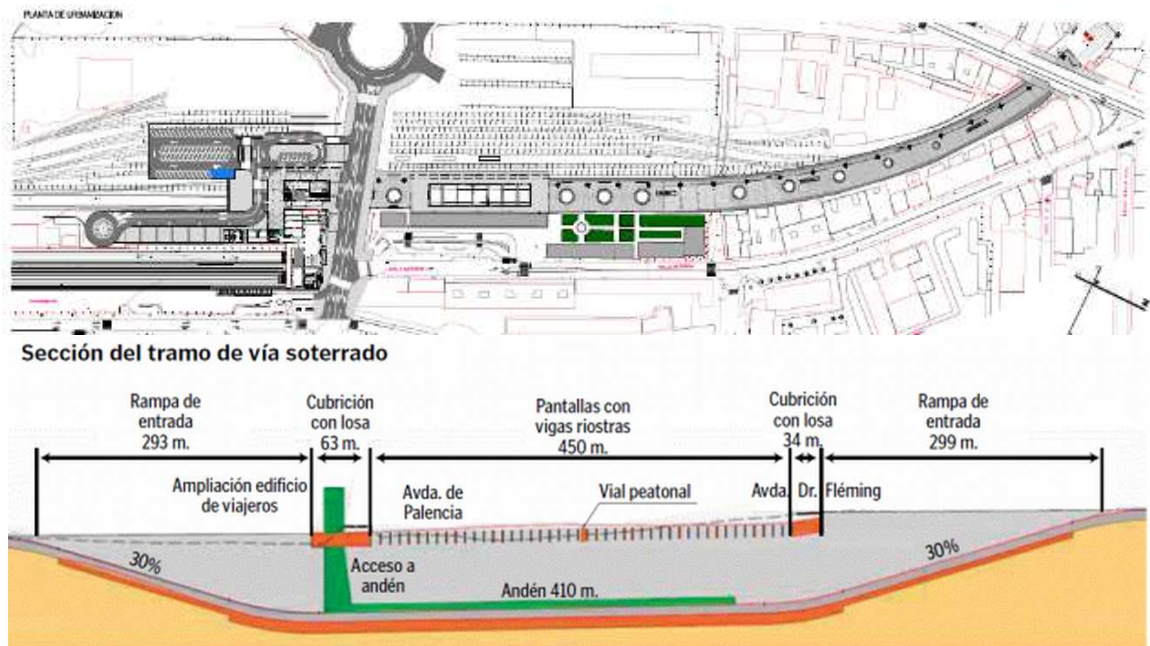 PLANTA DE URBANIZACION
Sección del tramo de vía soterrado
Rampa de
entrada
293 m.
Cubrición
con losa
63 m.
Pantallas con
vigas riostras
450 m.
Cubrición
con losa
34 m.
Rampa de
entrada
299 m.
Ampliación edificio
de viajeros
Avda. de
Palencia
Vial peatonal
Avda. Dr. Fléming
30%
Acceso a
andén
Andén 410 m.
30%